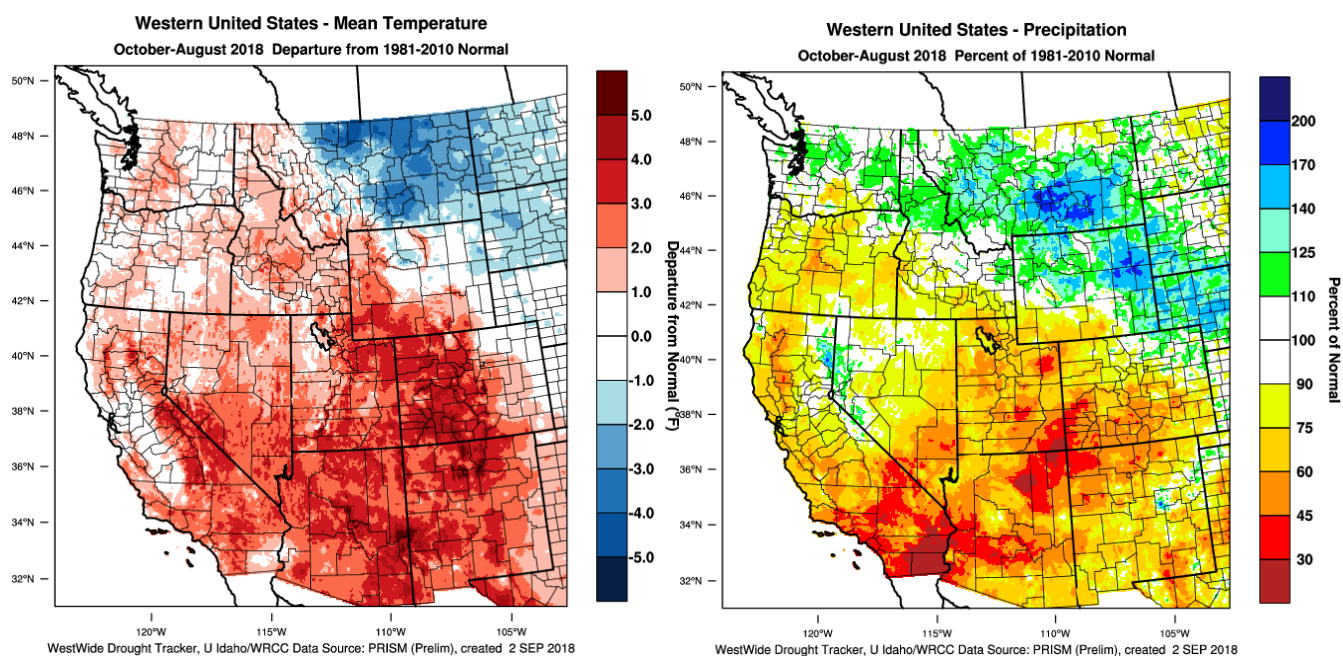 Western United States - Mean Temperature
October-August 2018 Departure from 1981-2010 Normal
50°N
48°N
46°N
44°N
42°N
40°N
38°N
36°N
34°N
32°N
120°W
115°W
110°W
105°W
5.0
4.0
3.0
2.0
1.0
0.0
-1.0
-2.0
-3.0
-4.0
-5.0
Departure from Normal (°F)
WestWide Drought Tracker, U Idaho/WRCC Data Source: PRISM (Prelim), created 2 SEP 2018
Western United States - Precipitation
October-August 2018 Percent of 1981-2010 Normal
50°N
48°N
46°N
44°N
42°N
40°N
38°N
36°N
34°N
32°N
120°W
115°W
110°W
105°W
200
170
140
125
110
100
90
75
60
45
30
Percent of Normal
WestWide Drought Tracker, U Idaho/WRCC Data Source: PRISM (Prelim), created 2 SEP 2018